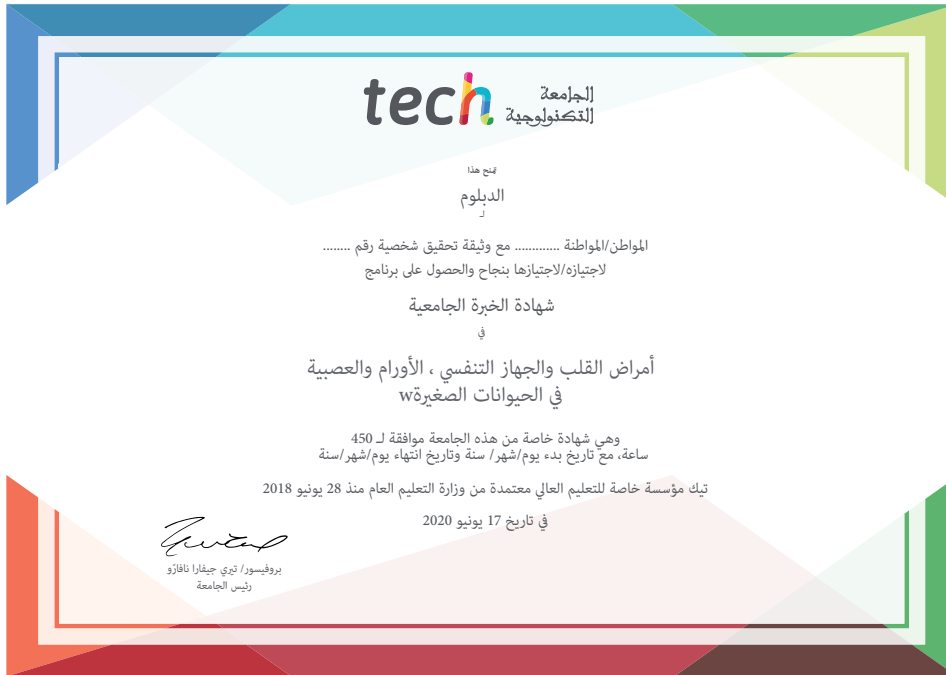 tech الجامعة
التكنولوجية
تمنح هذا
الدبلوم
لـ
المواطن/المواطنة ............ مع وثيقة تحقيق شخصية رقم ........
لاجتيازه/لاجتيازها بنجاح والحصول على برنامج
شهادة الخبرة الجامعية
في
أمراض القلب والجهاز التنفسي ، الأورام والعصبية
في الحيوانات الصغيرةw
وهي شهادة خاصة من هذه الجامعة موافقة لـ 450
ساعة، مع تاريخ بدء يوم/شهر/ سنة وتاريخ انتهاء يوم/شهر/سنة
تيك مؤسسة خاصة للتعليم العالي معتمدة من وزارة التعليم العام منذ 28 يونيو 2018
في تاريخ 17 يونيو 2020
بروفيسور/ تيري جيفارا نافارّو
رئيس الجامعة